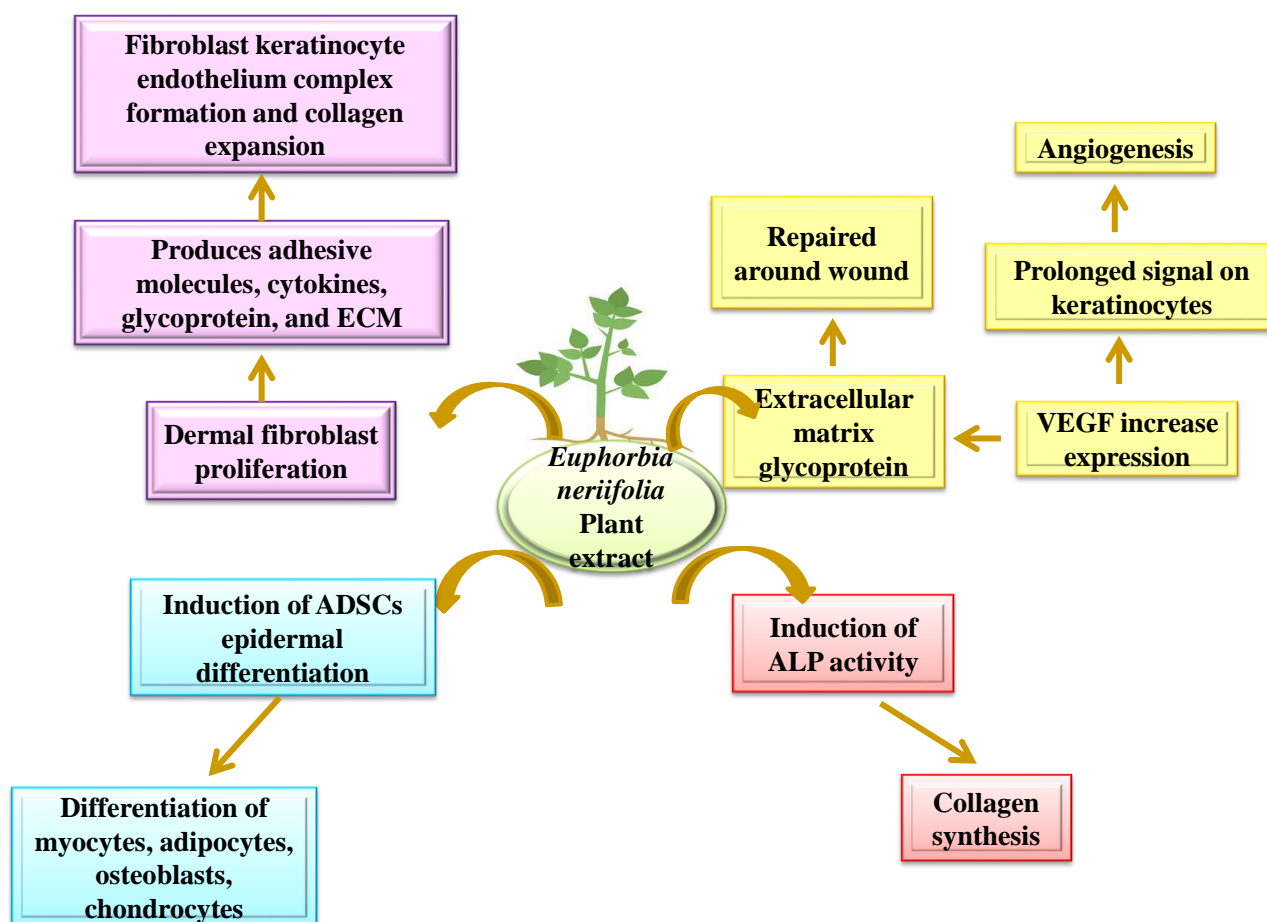 Fibroblast keratinocyte
endothelium complex
formation and collagen
expansion
Produces adhesive
molecules, cytokines,
glycoprotein, and ECM
Dermal fibroblast
proliferation
Angiogenesis
Repaired
around wound
Prolonged signal on
keratinocytes
Extracellular
matrix
glycoprotein
VEGF increase
expression
Euphorbia
neriifolia
Plant
extract
Induction of ADSCs
epidermal
differentiation
Induction of
ALP activity
Differentiation of
myocytes, adipocytes,
osteoblasts,
chondrocytes
Collagen
synthesis